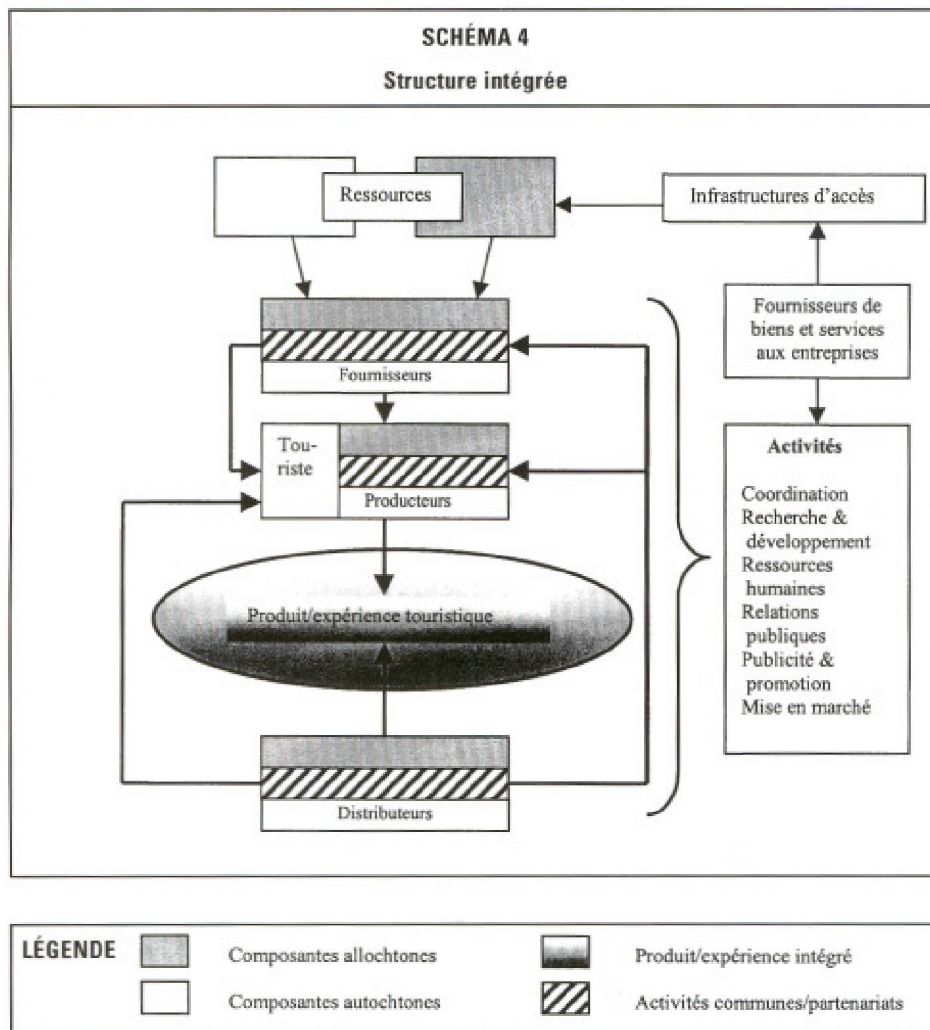 SCHÉMA 4
Structure intégrée
Ressources
Infrastructures d'accès
Fournisseurs de
biens et services
aux entreprises
Fournisseurs
Tou-
riste
Producteurs
Activités
Coordination
Recherche &
développement
Ressources
humaines
Relations
publiques
Publicité &
promotion
Mise en marché
Produit/expérience touristique
Distributeurs
LÉGENDE
Composantes allochtones
Produit/expérience intégré
Composantes autochtones
Activités communes/partenariats